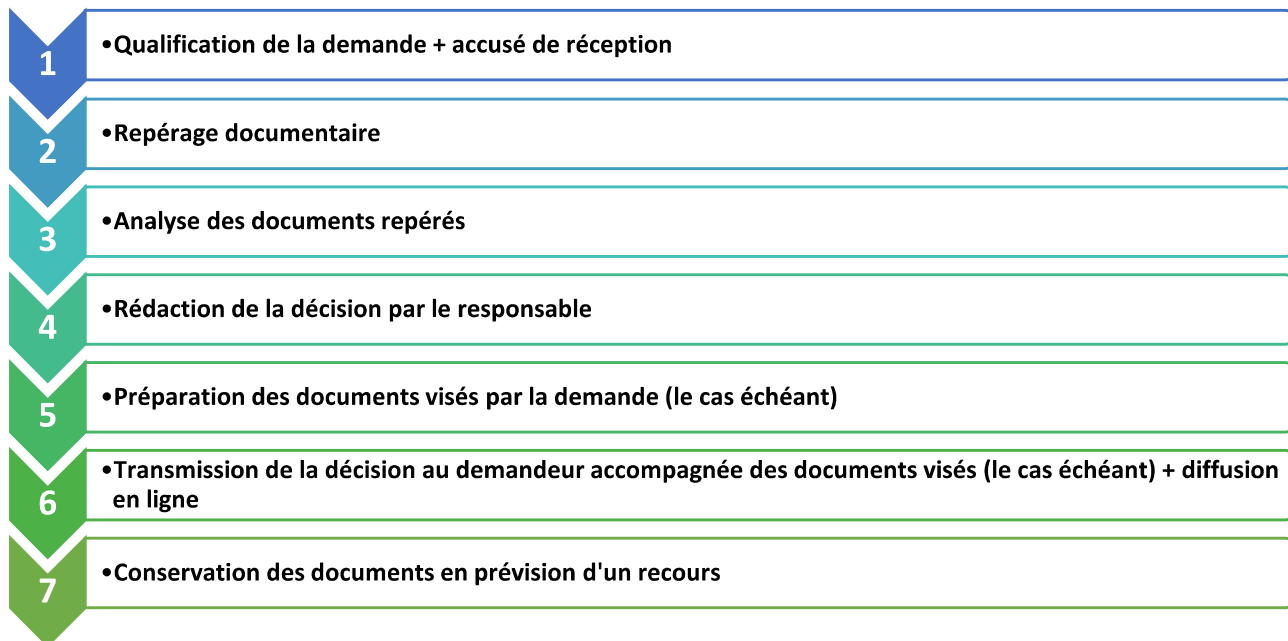 1
•Qualification de la demande + accusé de réception
2
•Repérage documentaire
3
•Analyse des documents repérés
4
•Rédaction de la décision par le responsable
5
•Préparation des documents visés par la demande (le cas échéant)
6
•Transmission de la décision au demandeur accompagnée des documents visés (le cas échéant) + diffusion
en ligne
7
•Conservation des documents en prévision d'un recours